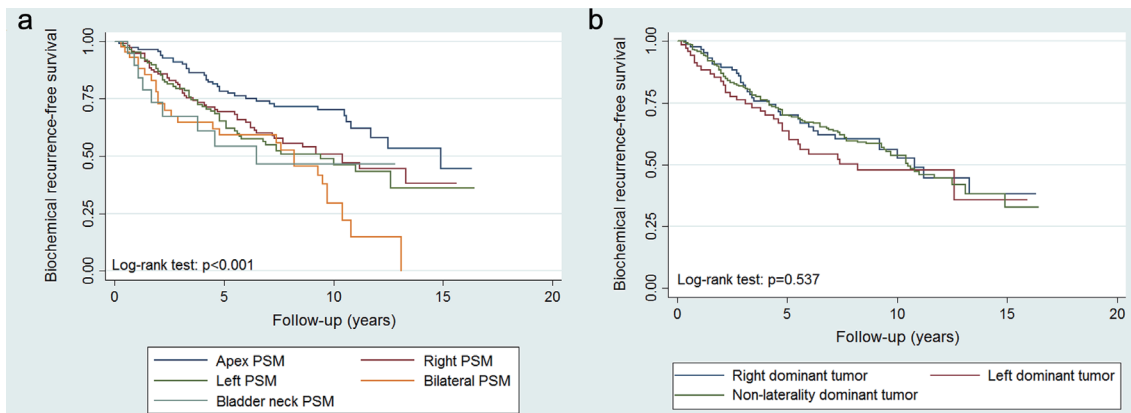 a
Biochemical recurrence-free survival
1.00
0.75
0.50
0.25
0.00
Log-rank test: p<0.001
0 5 10 15 20
Follow-up (years)
Apex PSM Right PSM
Left PSM Bilateral PSM
Bladder neck PSM
b
Biochemical recurrence-free survival
1.00
0.75
0.50
0.25
0.00
Log-rank test: p=0.537
0 5 10 15 20
Follow-up (years)
Right dominant tumor Left dominant tumor
Non-laterality dominant tumor